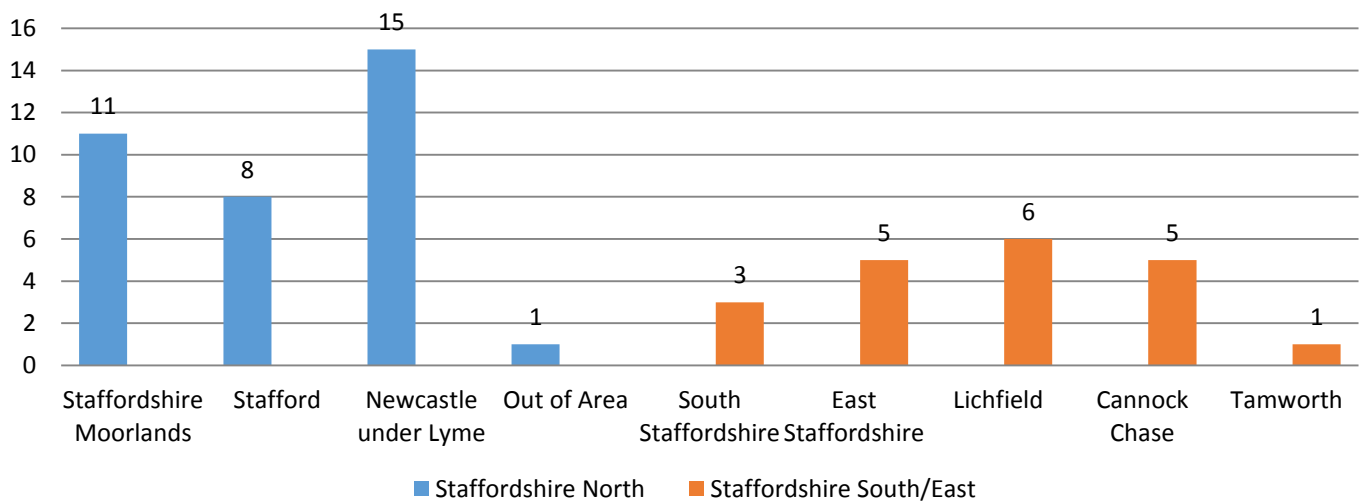 16
14
12
10
8
6
4
2
0
11
8
15
1
3
5
6
5
1
Staffordshire Moorlands
Stafford
Newcastle under Lyme
Out of Area
South Staffordshire
East Staffordshire
Lichfield
Cannock Chase
Tamworth
Staffordshire North
Staffordshire South/East